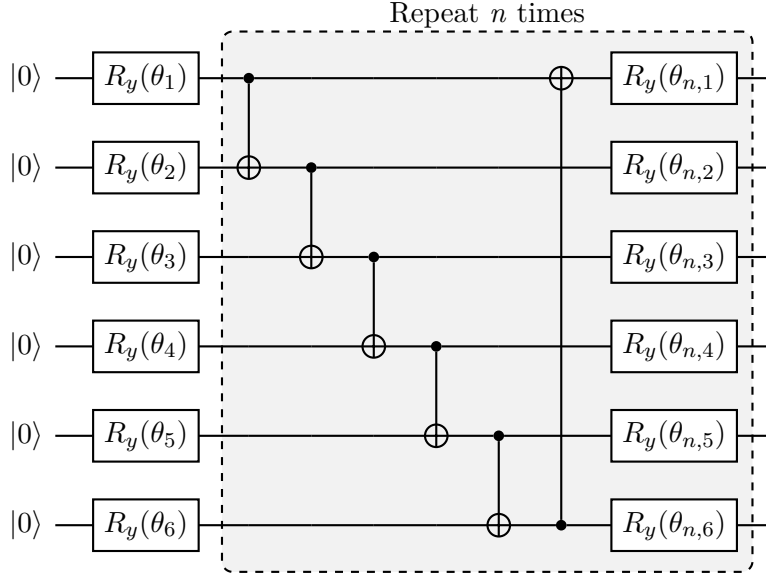 Repeat n times
|0⟩ R_y(θ_1) R_y(θ_{n,1})
|0⟩ R_y(θ_2) R_y(θ_{n,2})
|0⟩ R_y(θ_3) R_y(θ_{n,3})
|0⟩ R_y(θ_4) R_y(θ_{n,4})
|0⟩ R_y(θ_5) R_y(θ_{n,5})
|0⟩ R_y(θ_6) R_y(θ_{n,6})